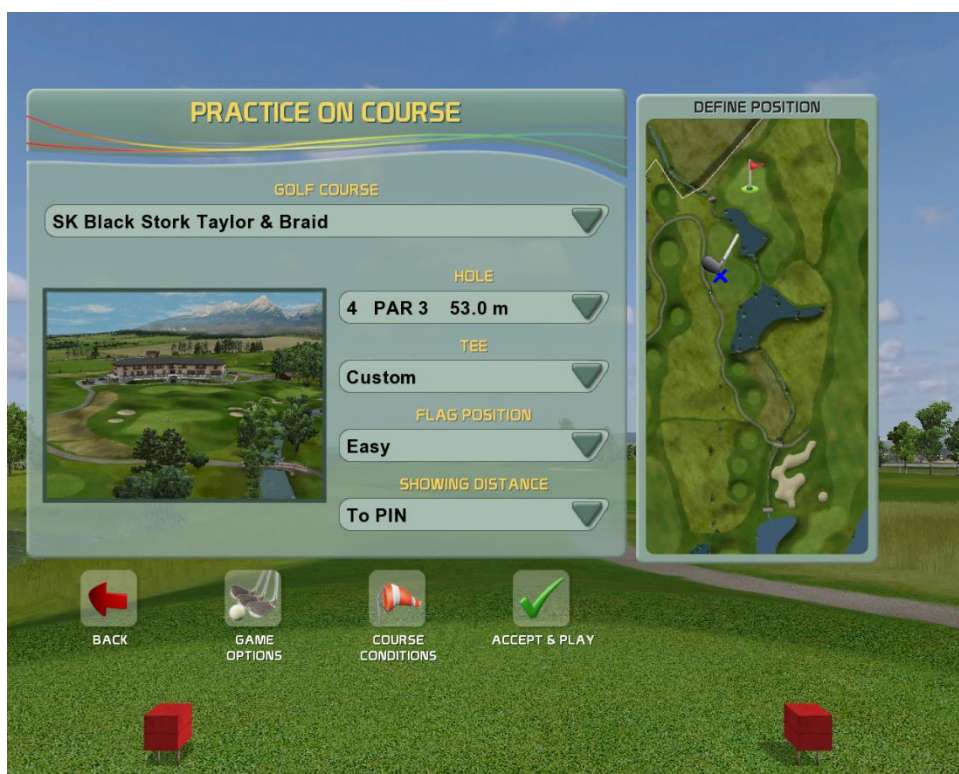 PRACTICE ON COURSE
DEFINE POSITION
GOLF COURSE
SK Black Stork Taylor & Braid
HOLE
4 PAR 3 53.0 m
TEE
Custom
FLAG POSITION
Easy
SHOWING DISTANCE
To PIN
BACK
GAME
OPTIONS
COURSE
CONDITIONS
ACCEPT & PLAY